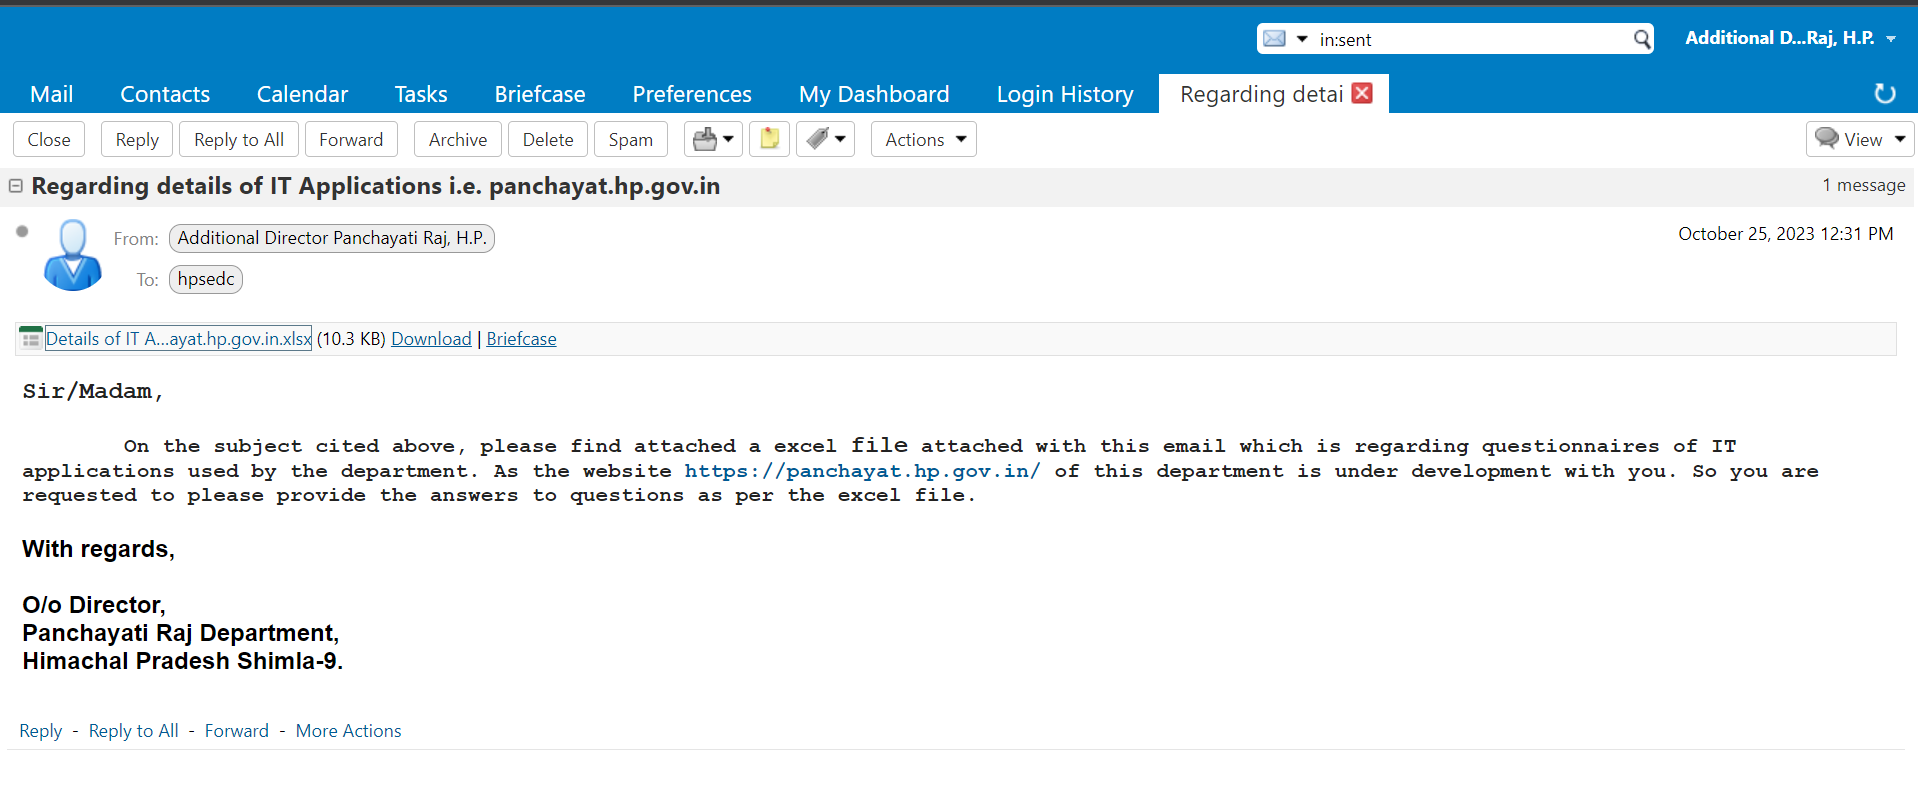 in:sent
Additional D...Raj, H.P.
Mail Contacts Calendar Tasks Briefcase Preferences My Dashboard Login History Regarding detai
Close Reply Reply to All Forward Archive Delete Spam Actions View
Regarding details of IT Applications i.e. panchayat.hp.gov.in
1 message
From: Additional Director Panchayati Raj, H.P.
October 25, 2023 12:31 PM
To: hpsedc
Details of IT A...ayat.hp.gov.in.xlsx (10.3 KB) Download | Briefcase
Sir/Madam,
On the subject cited above, please find attached a excel file attached with this email which is regarding questionnaires of IT
applications used by the department. As the website https://panchayat.hp.gov.in/ of this department is under development with you. So you are
requested to please provide the answers to questions as per the excel file.
With regards,
O/o Director,
Panchayati Raj Department,
Himachal Pradesh Shimla-9.
Reply - Reply to All - Forward - More Actions